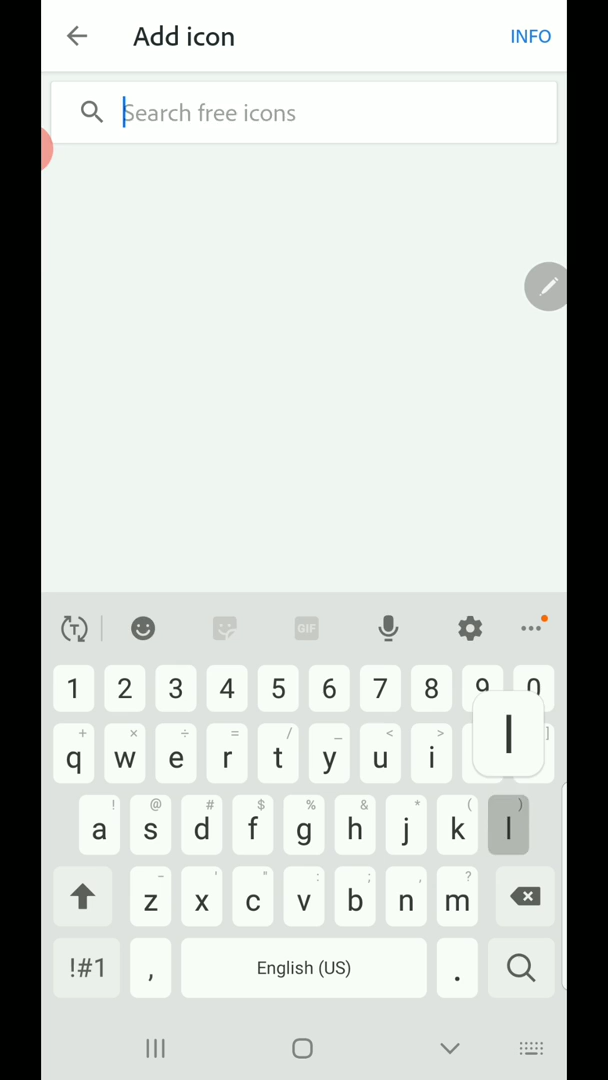 Add icon INFO
Search free icons
GIF
1 2 3 4 5 6 7 8 9 0
+ × ÷ = / _ < > ]
q w e r t y u i l
! @ # $ % & * ( )
a s d f g h j k l
- ' " : ; , ?
z x c v b n m
!#1 , English (US) .